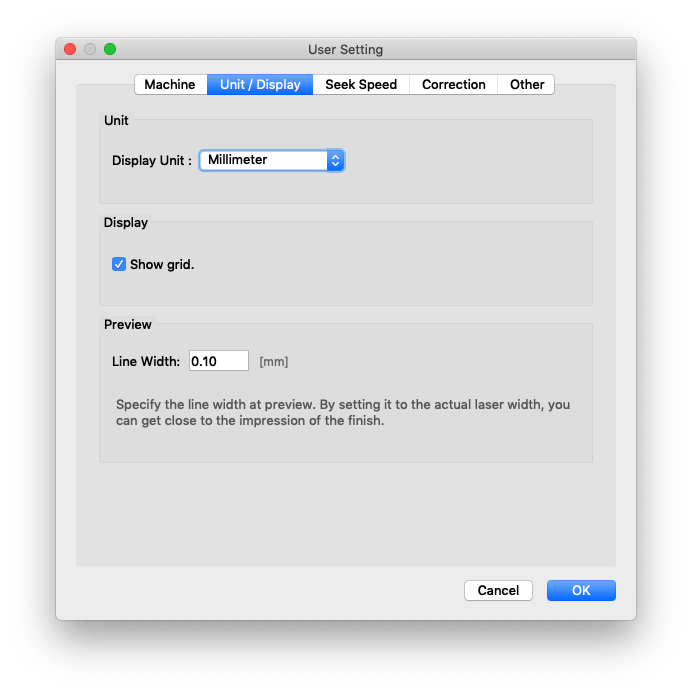 User Setting
Machine Unit / Display Seek Speed Correction Other
Unit
Display Unit : Millimeter
Display
Show grid.
Preview
Line Width: 0.10 [mm]
Specify the line width at preview. By setting it to the actual laser width, you
can get close to the impression of the finish.
Cancel OK